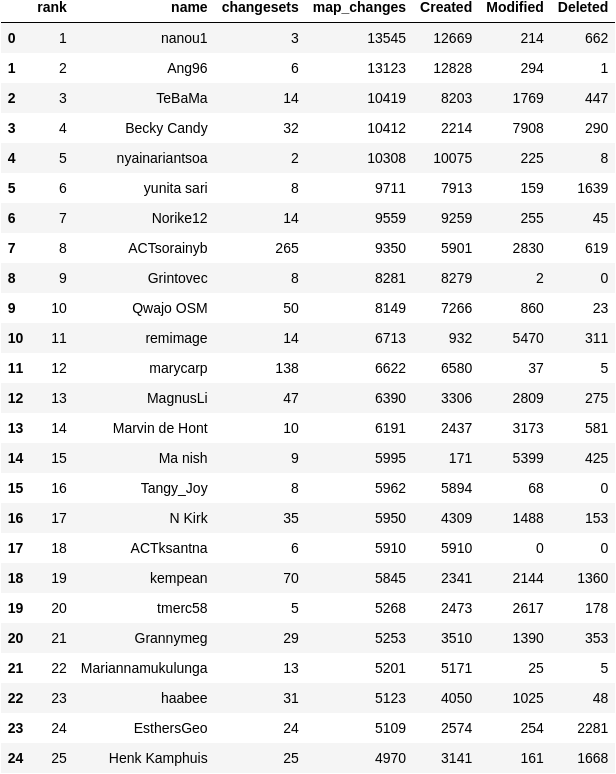 rank name changesets map_changes Created Modified Deleted
0 1 nanou1 3 13545 12669 214 662
1 2 Ang96 6 13123 12828 294 1
2 3 TeBaMa 14 10419 8203 1769 447
3 4 Becky Candy 32 10412 2214 7908 290
4 5 nyainariantsoa 2 10308 10075 225 8
5 6 yunita sari 8 9711 7913 159 1639
6 7 Norike12 14 9559 9259 255 45
7 8 ACTsorainyb 265 9350 5901 2830 619
8 9 Grintovec 8 8281 8279 2 0
9 10 Qwajo OSM 50 8149 7266 860 23
10 11 remimage 14 6713 932 5470 311
11 12 marycarp 138 6622 6580 37 5
12 13 MagnusLi 47 6390 3306 2809 275
13 14 Marvin de Hont 10 6191 2437 3173 581
14 15 Ma nish 9 5995 171 5399 425
15 16 Tangy_Joy 8 5962 5894 68 0
16 17 N Kirk 35 5950 4309 1488 153
17 18 ACTksantna 6 5910 5910 0 0
18 19 kempean 70 5845 2341 2144 1360
19 20 tmerc58 5 5268 2473 2617 178
20 21 Grannymeg 29 5253 3510 1390 353
21 22 Mariannamukulunga 13 5201 5171 25 5
22 23 haabee 31 5123 4050 1025 48
23 24 EsthersGeo 24 5109 2574 254 2281
24 25 Henk Kamphuis 25 4970 3141 161 1668